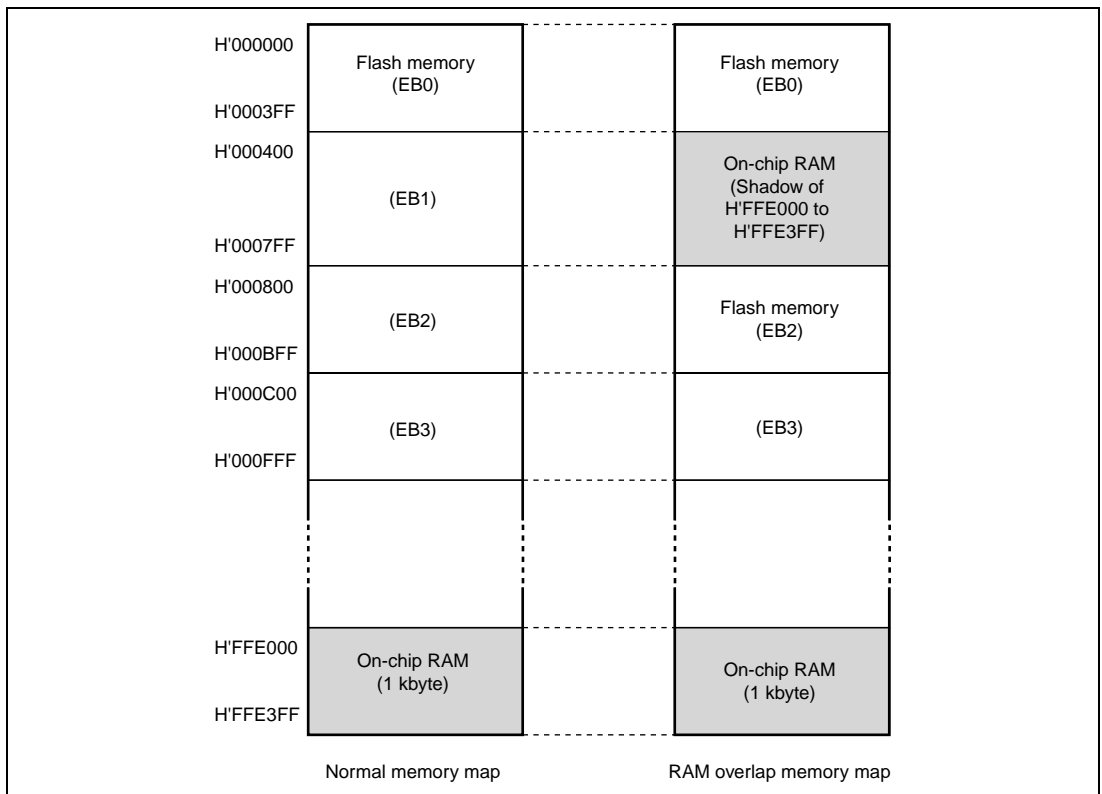 H'000000
Flash memory
(EB0)
Flash memory
(EB0)
H'0003FF
H'000400
(EB1)
On-chip RAM
(Shadow of
H'FFE000 to
H'FFE3FF)
H'0007FF
H'000800
(EB2)
Flash memory
(EB2)
H'000BFF
H'000C00
(EB3)
(EB3)
H'000FFF
H'FFE000
On-chip RAM
(1 kbyte)
On-chip RAM
(1 kbyte)
H'FFE3FF
Normal memory map
RAM overlap memory map